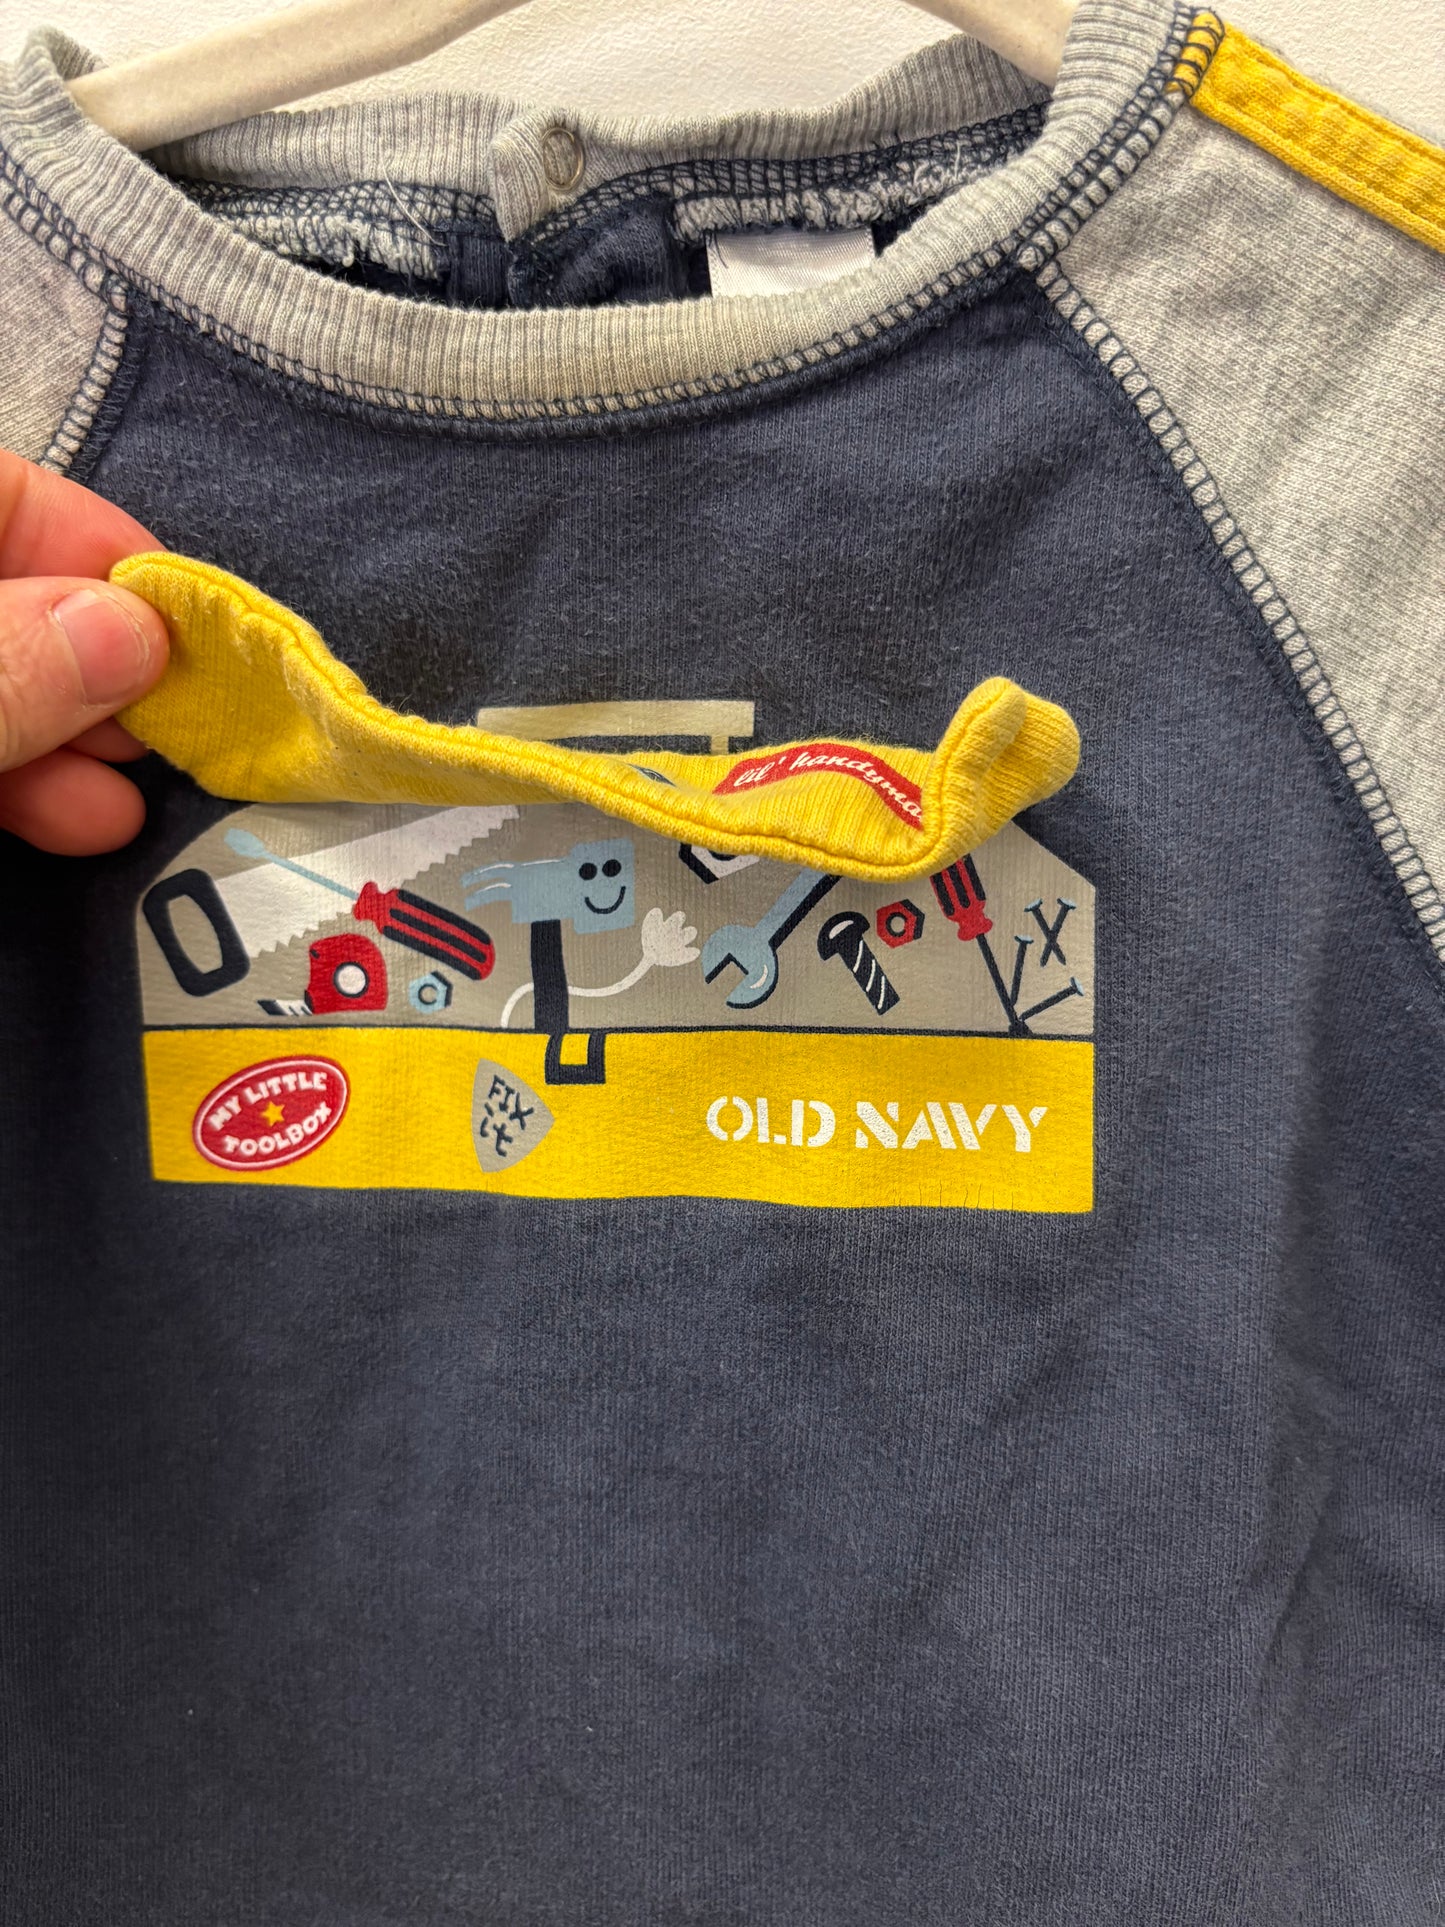 lil' handyma
MY LITTLE
TOOLBOX
FIX
it
OLD NAVY